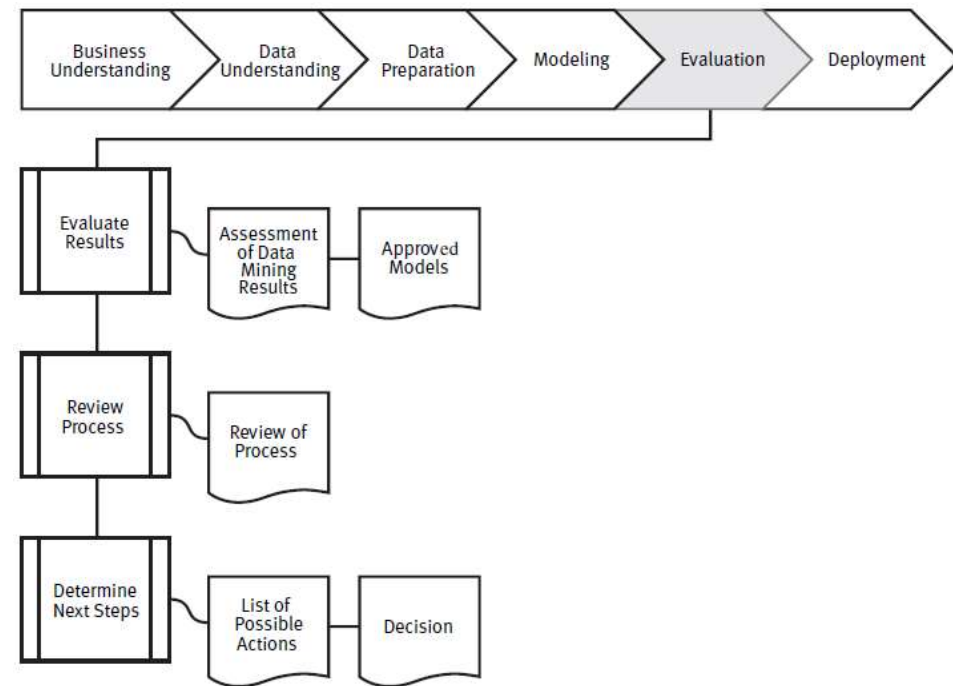 Business
Understanding
Data
Understanding
Data
Preparation
Modeling
Evaluation
Deployment
Evaluate
Results
Assessment
of Data
Mining
Results
Approved
Models
Review
Process
Review of
Process
Determine
Next Steps
List of
Possible
Actions
Decision